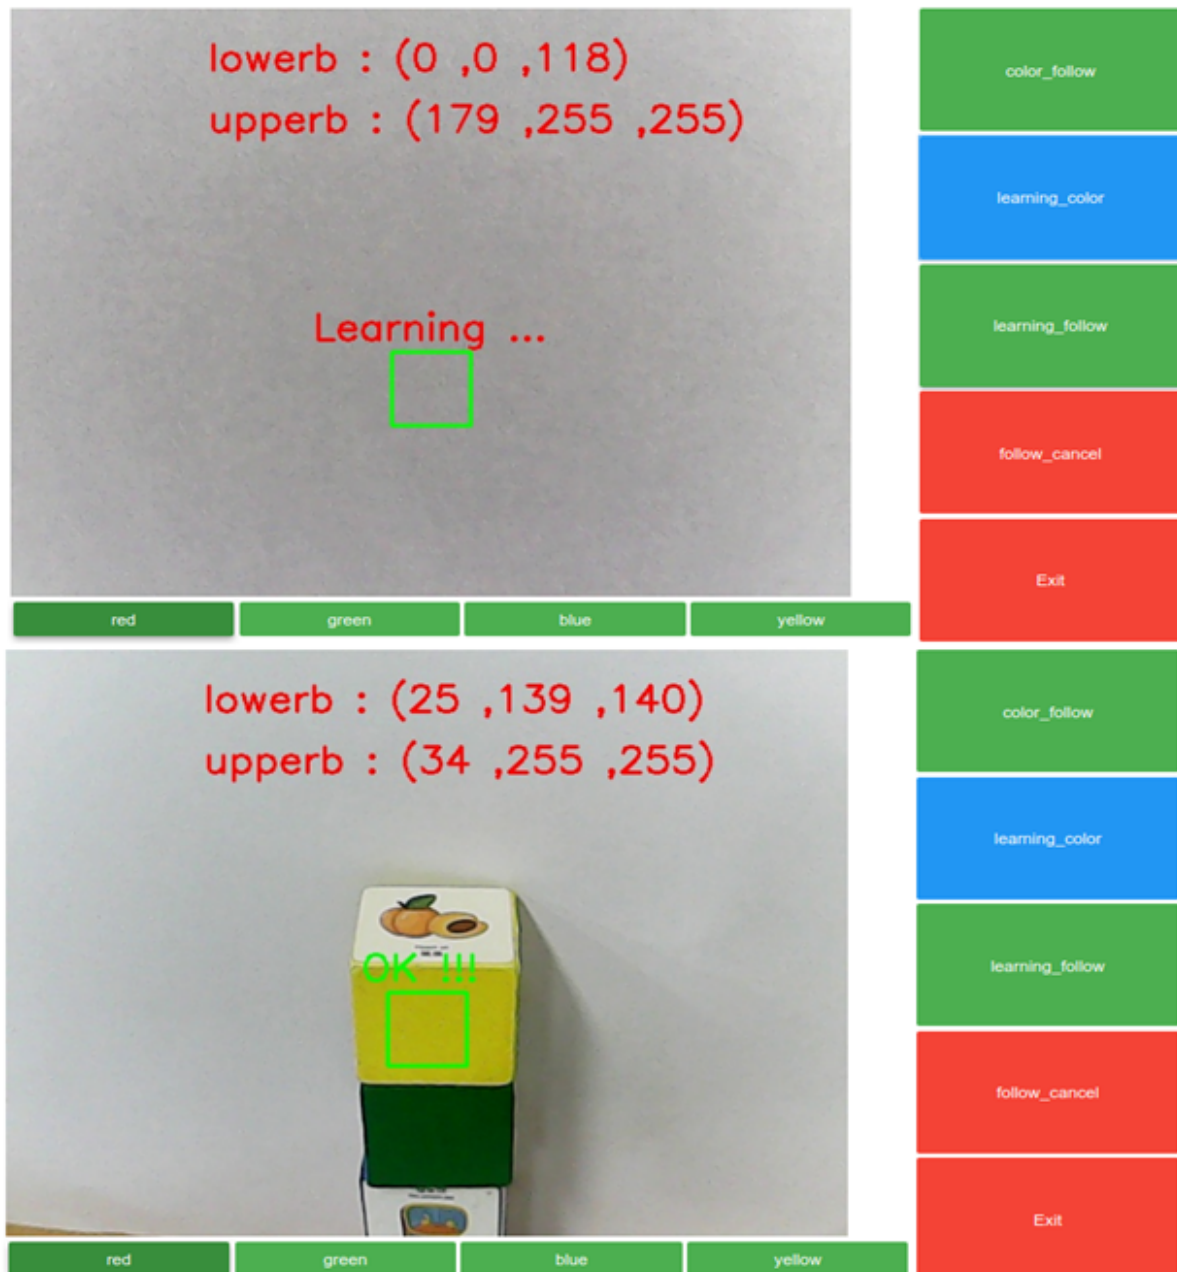 lowerb : (0 ,0 ,118)
upperb : (179 ,255 ,255)
Learning ...
color_follow
learning_color
learning_follow
follow_cancel
Exit
red green blue yellow
lowerb : (25 ,139 ,140)
upperb : (34 ,255 ,255)
OK !!!
color_follow
learning_color
learning_follow
follow_cancel
Exit
red green blue yellow